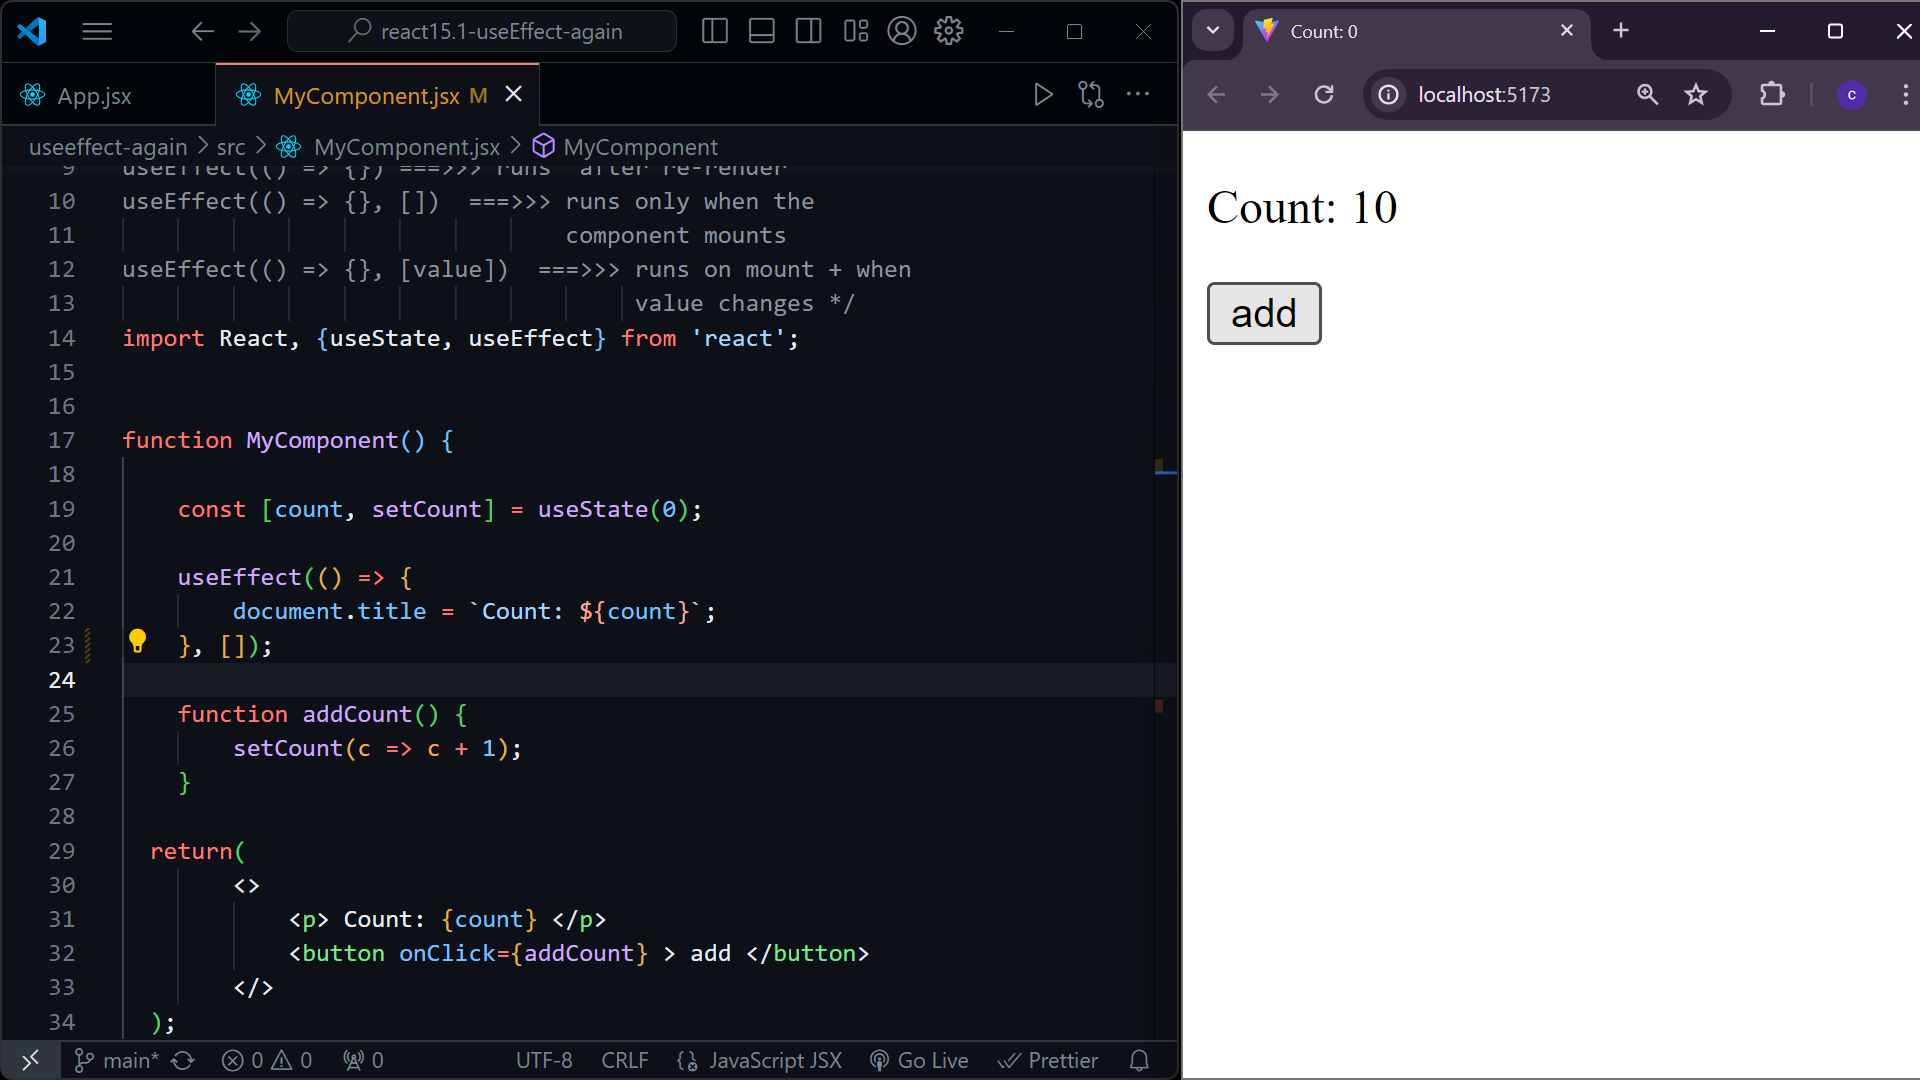 react15.1-useEffect-again
App.jsx
MyComponent.jsx M
useeffect-again > src > MyComponent.jsx > MyComponent
9 useEffect(() => {}) ===>>> runs  after re-render
10 useEffect(() => {}, [])  ===>>> runs only when the
11 component mounts
12 useEffect(() => {}, [value])  ===>>> runs on mount + when
13 value changes */
14 import React, {useState, useEffect} from 'react';
15
16
17 function MyComponent() {
18
19 const [count, setCount] = useState(0);
20
21 useEffect(() => {
22 document.title = `Count: ${count}`;
23 }, []);
24
25 function addCount() {
26 setCount(c => c + 1);
27 }
28
29 return(
30 <>
31 <p> Count: {count} </p>
32 <button onClick={addCount} > add </button>
33 </>
34 );
main* 0 0 0 UTF-8 CRLF JavaScript JSX Go Live Prettier
Count: 0
localhost:5173
c
Count: 10
add